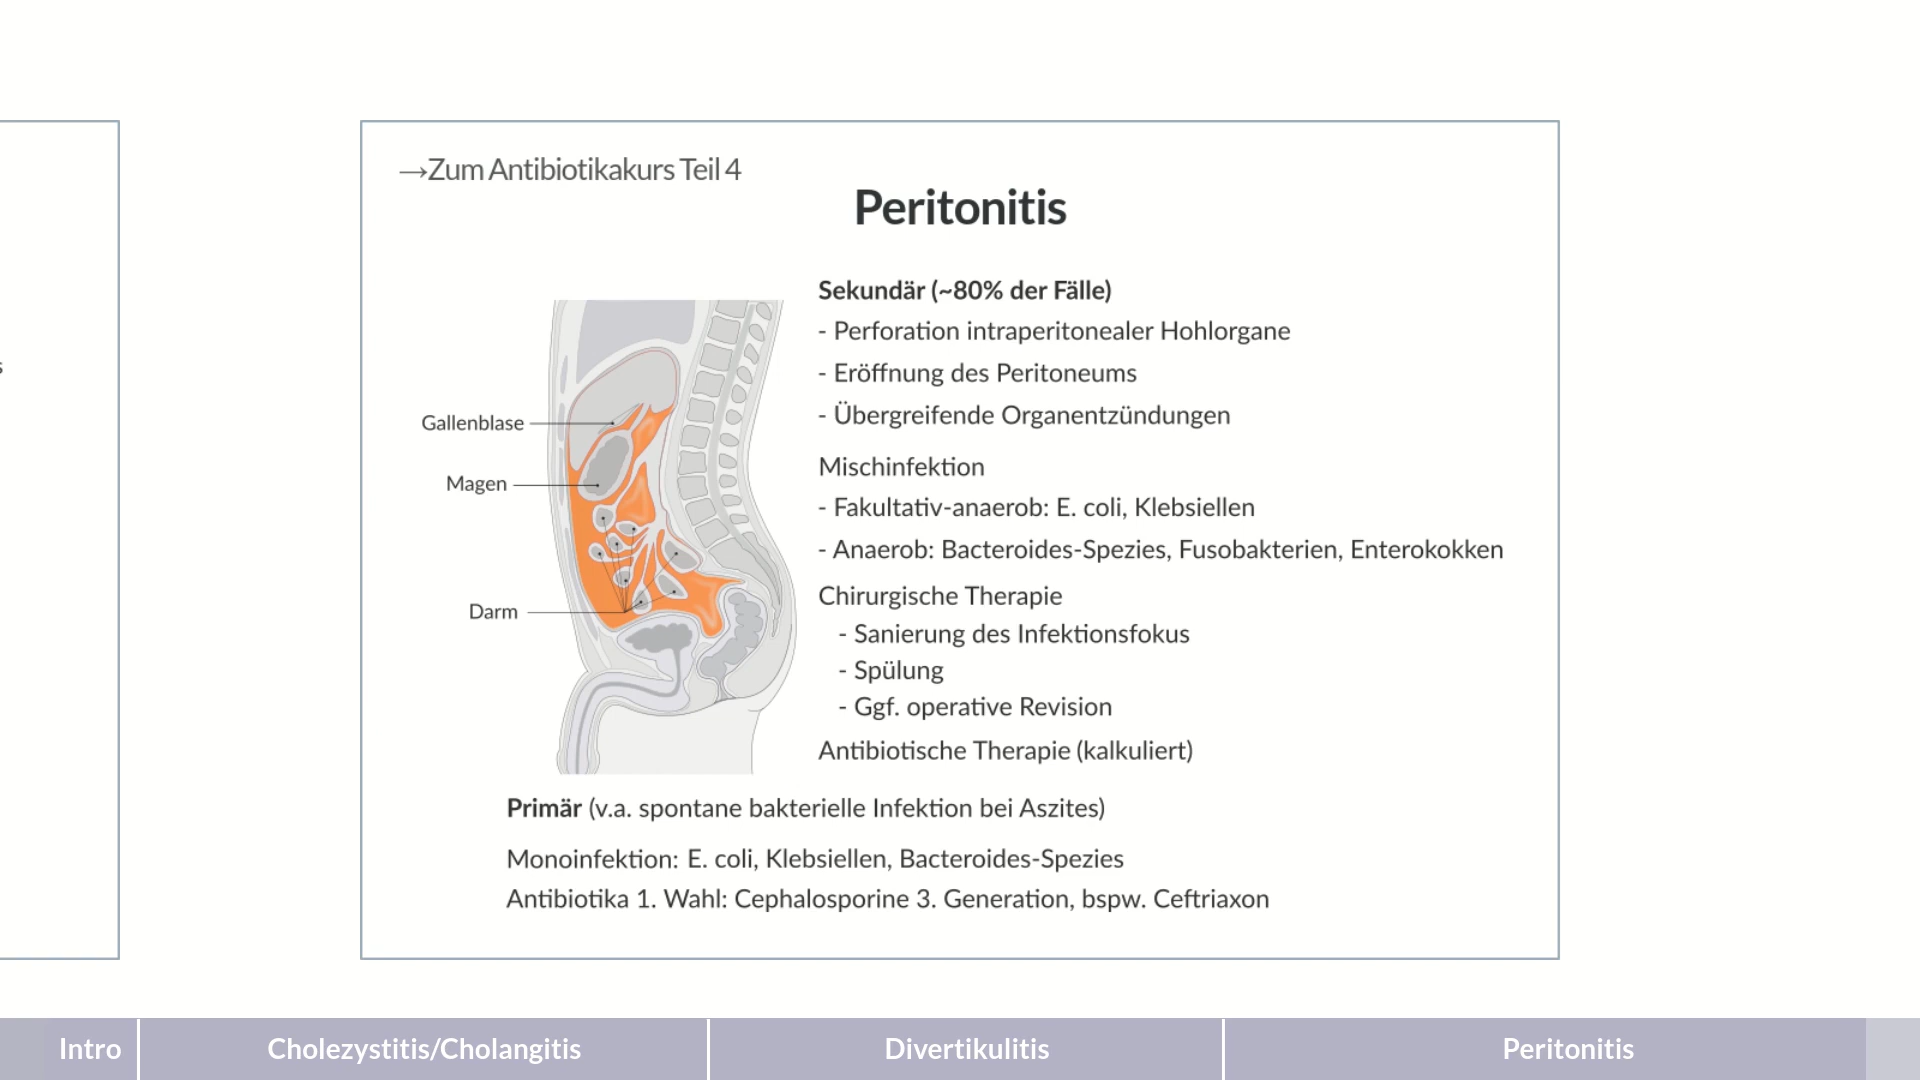 →Zum Antibiotikakurs Teil 4
Peritonitis
Sekundär (~80% der Fälle)
- Perforation intraperitonealer Hohlorgane
- Eröffnung des Peritoneums
- Übergreifende Organentzündungen
Mischinfektion
- Fakultativ-anaerob: E. coli, Klebsiellen
- Anaerob: Bacteroides-Spezies, Fusobakterien, Enterokokken
Chirurgische Therapie
- Sanierung des Infektionsfokus
- Spülung
- Ggf. operative Revision
Antibiotische Therapie (kalkuliert)
Gallenblase
Magen
Darm
Primär (v.a. spontane bakterielle Infektion bei Aszites)
Monoinfektion: E. coli, Klebsiellen, Bacteroides-Spezies
Antibiotika 1. Wahl: Cephalosporine 3. Generation, bspw. Ceftriaxon
Intro
Cholezystitis/Cholangitis
Divertikulitis
Peritonitis